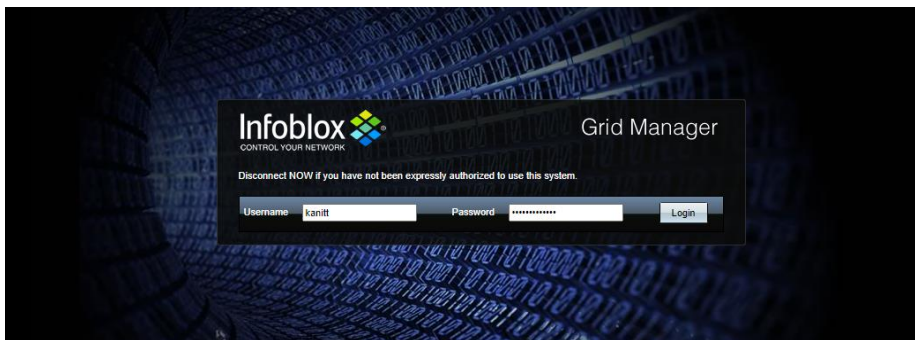 Infoblox
CONTROL YOUR NETWORK
Grid Manager
Disconnect NOW if you have not been expressly authorized to use this system.
Username kanitt Password ••••••••••••• Login